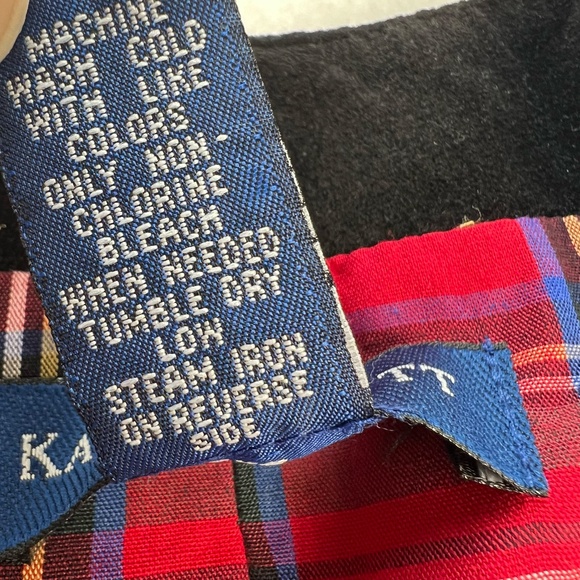 MACHINE
WASH COLD
WITH LIKE
COLORS
ONLY NON-
CHLORINE
BLEACH
WHEN NEEDED
TUMBLE DRY
LOW
STEAM IRON
ON REVERSE
SIDE
KA